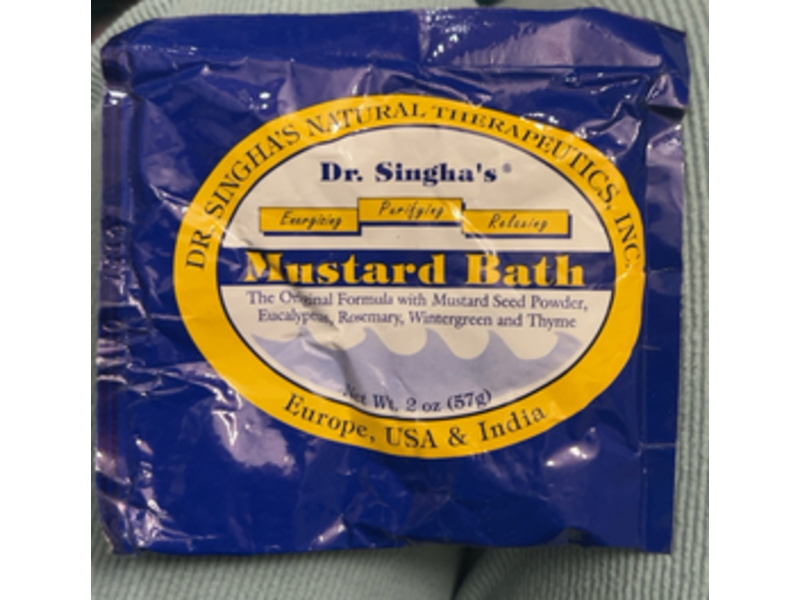 DR. SINGHA'S NATURAL THERAPEUTICS, INC.
Dr. Singha's®
Energizing Purifying Relaxing
Mustard Bath
The Original Formula with Mustard Seed Powder,
Eucalyptus, Rosemary, Wintergreen and Thyme
Net Wt. 2 oz (57g)
Europe, USA & India